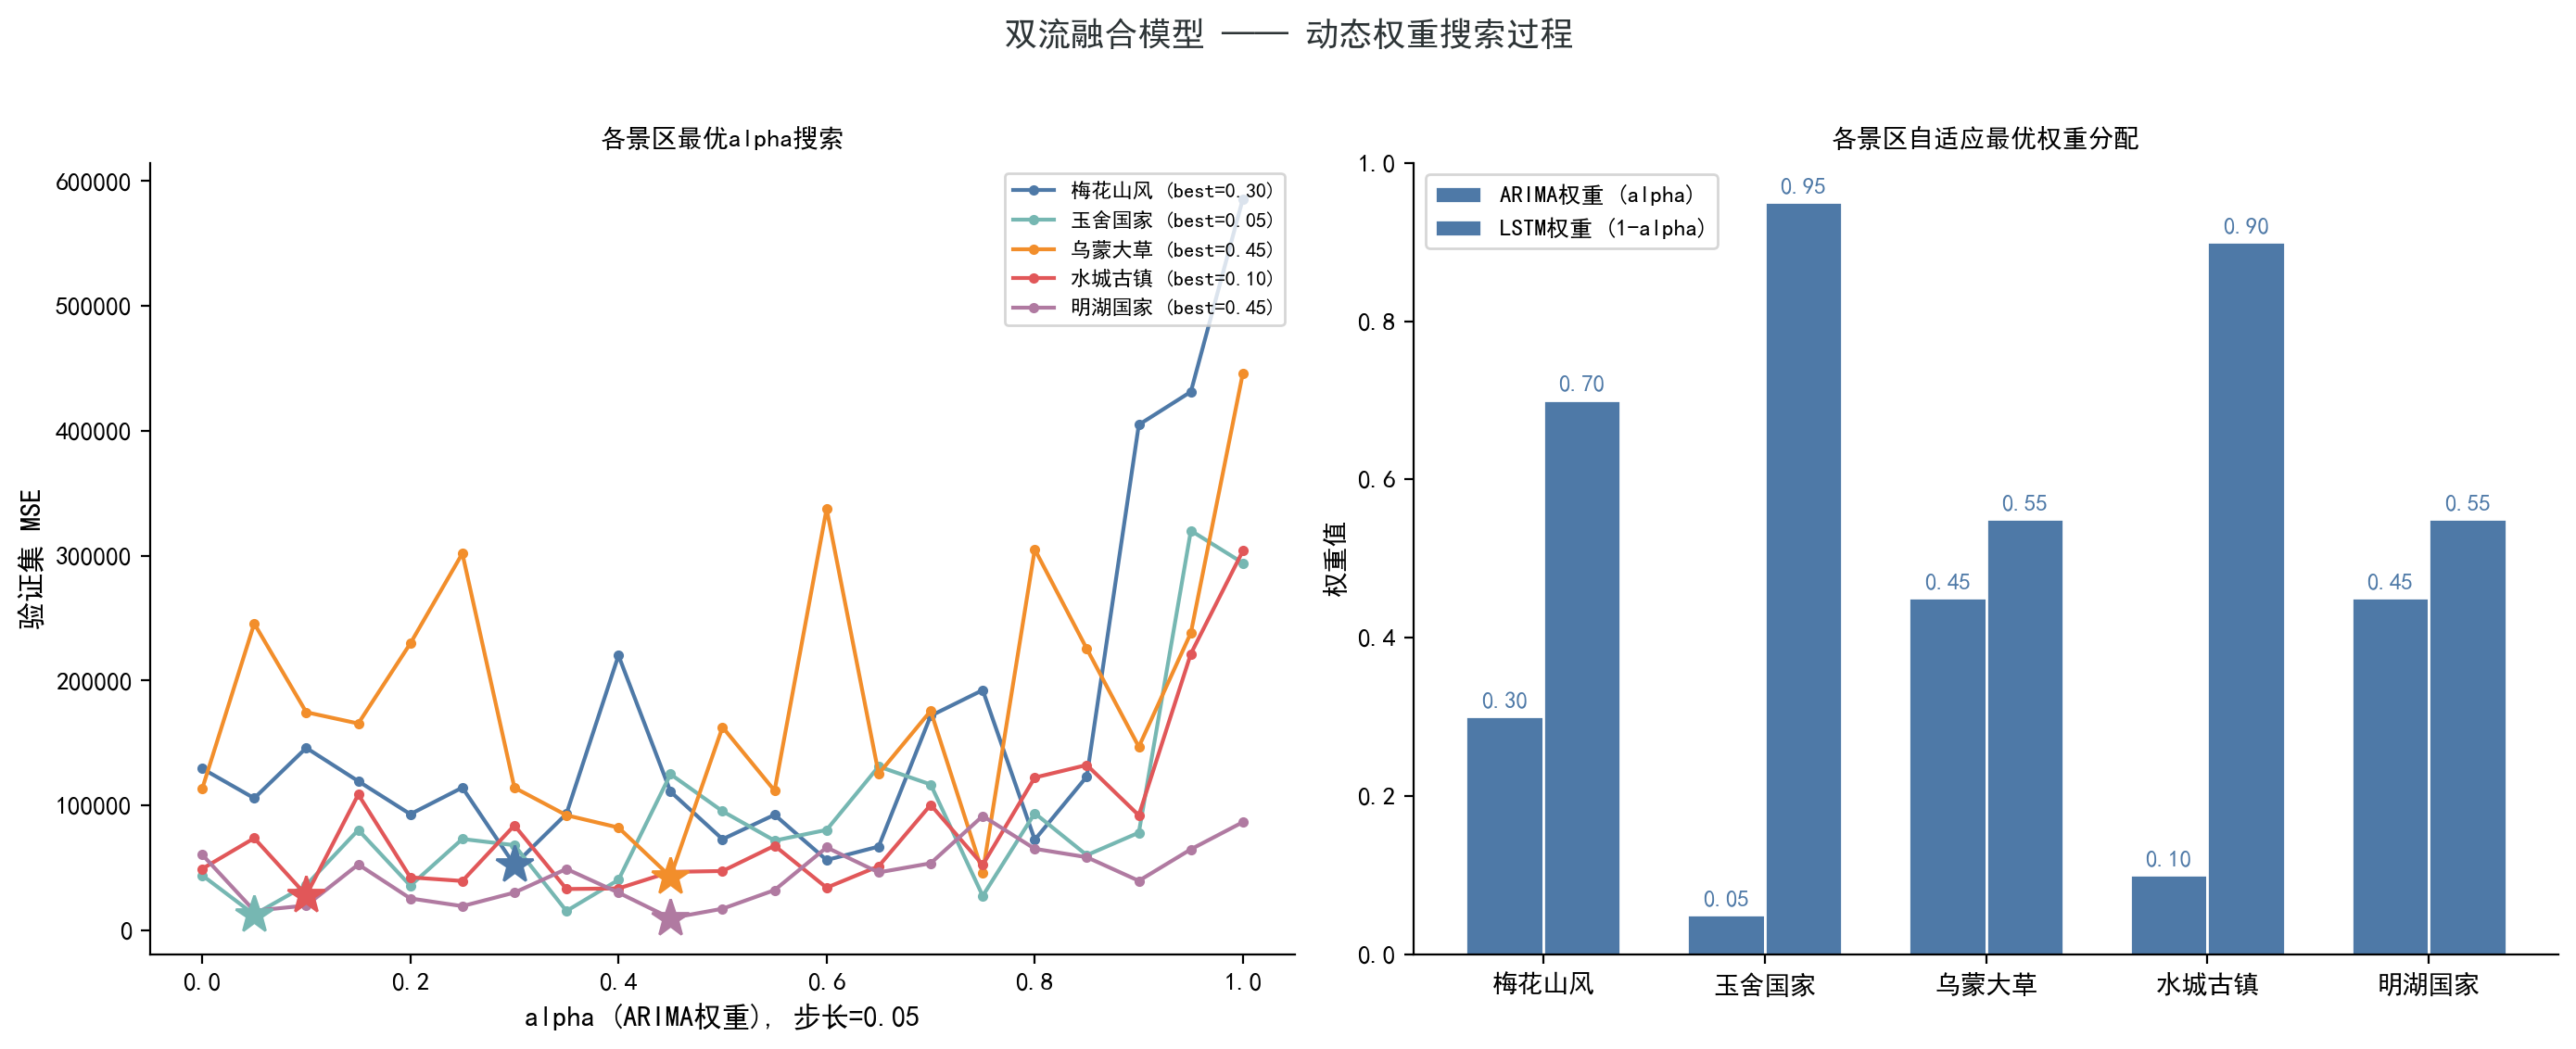 双流融合模型 —— 动态权重搜索过程
各景区最优alpha搜索
600000
500000
400000
300000
200000
100000
0
验证集 MSE
梅花山风 (best=0.30)
玉舍国家 (best=0.05)
乌蒙大草 (best=0.45)
水城古镇 (best=0.10)
明湖国家 (best=0.45)
0.0 0.2 0.4 0.6 0.8 1.0
alpha (ARIMA权重), 步长=0.05
各景区自适应最优权重分配
1.0
0.8
0.6
0.4
0.2
0.0
权重值
ARIMA权重 (alpha)
LSTM权重 (1-alpha)
0.30
0.70
0.05
0.95
0.45
0.55
0.10
0.90
0.45
0.55
梅花山风 玉舍国家 乌蒙大草 水城古镇 明湖国家